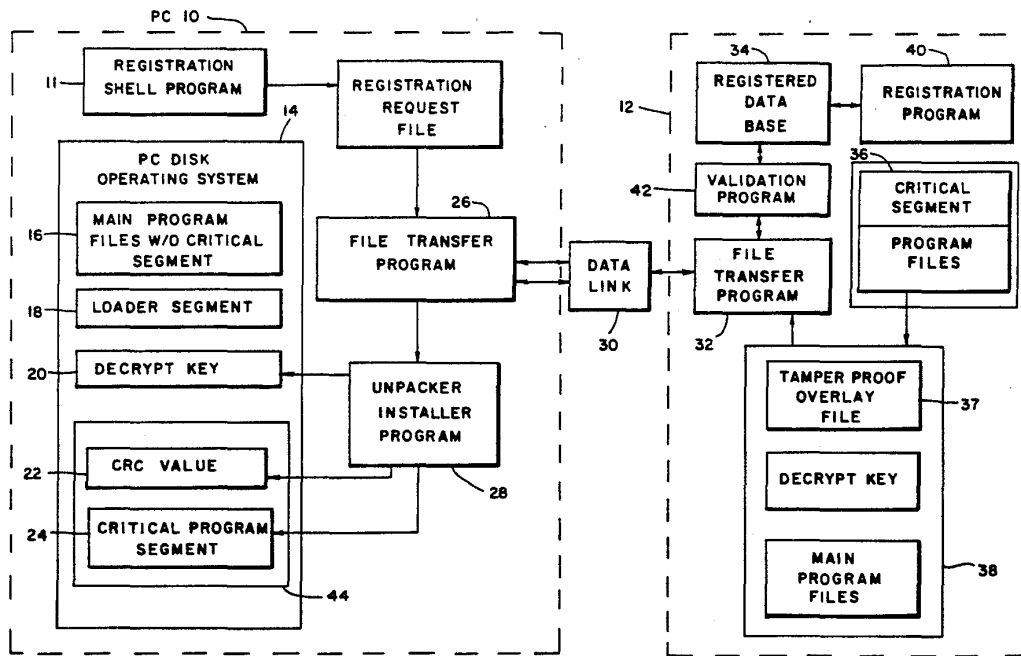 PC 10
11
REGISTRATION
SHELL PROGRAM
REGISTRATION
REQUEST
FILE
14
PC DISK
OPERATING SYSTEM
16
MAIN PROGRAM
FILES W/O CRITICAL
SEGMENT
18
LOADER SEGMENT
20
DECRYPT KEY
22
CRC VALUE
24
CRITICAL PROGRAM
SEGMENT
44
26
FILE TRANSFER
PROGRAM
UNPACKER
INSTALLER
PROGRAM
28
DATA
LINK
30
12
34
REGISTERED
DATA
BASE
40
REGISTRATION
PROGRAM
42
VALIDATION
PROGRAM
36
CRITICAL
SEGMENT
PROGRAM
FILES
FILE
TRANSFER
PROGRAM
32
TAMPER PROOF
OVERLAY
FILE
37
DECRYPT KEY
MAIN
PROGRAM
FILES
38